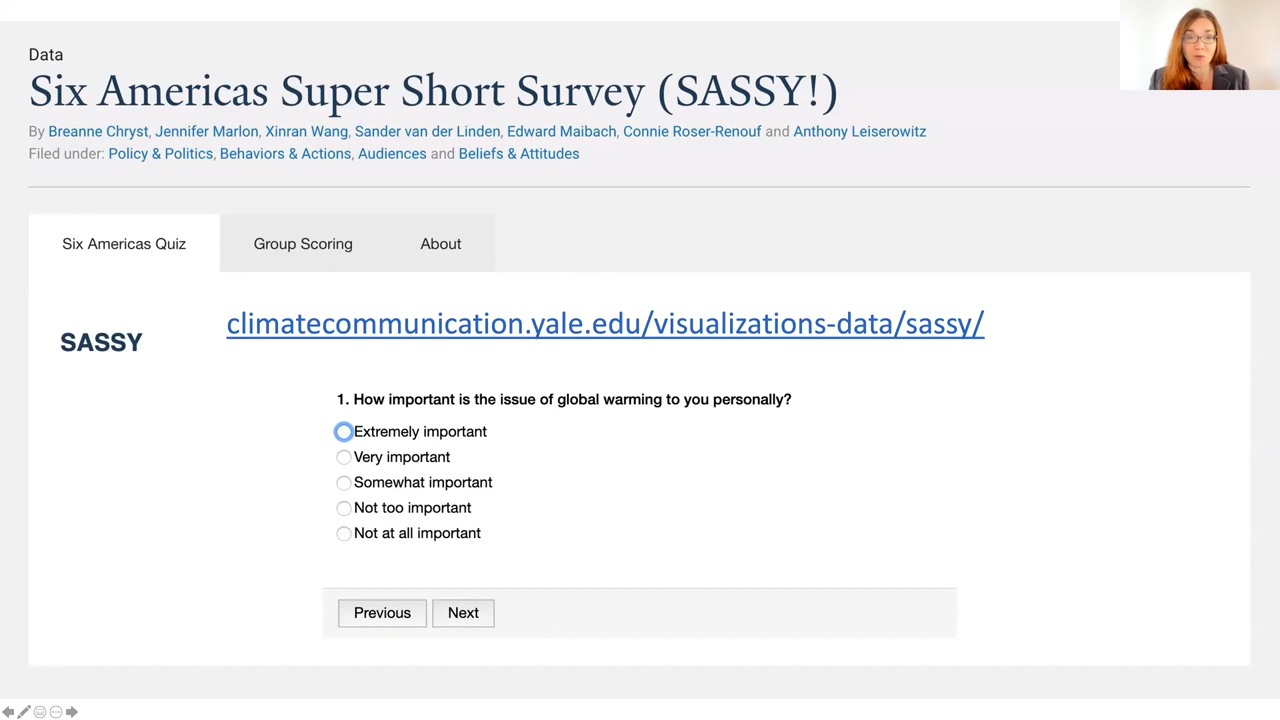 Data
Six Americas Super Short Survey (SASSY!)
By Breanne Chryst, Jennifer Marlon, Xinran Wang, Sander van der Linden, Edward Maibach, Connie Roser-Renouf and Anthony Leiserowitz
Filed under: Policy & Politics, Behaviors & Actions, Audiences and Beliefs & Attitudes
Six Americas Quiz Group Scoring About
climatecommunication.yale.edu/visualizations-data/sassy/
SASSY
1. How important is the issue of global warming to you personally?
Extremely important
Very important
Somewhat important
Not too important
Not at all important
Previous Next